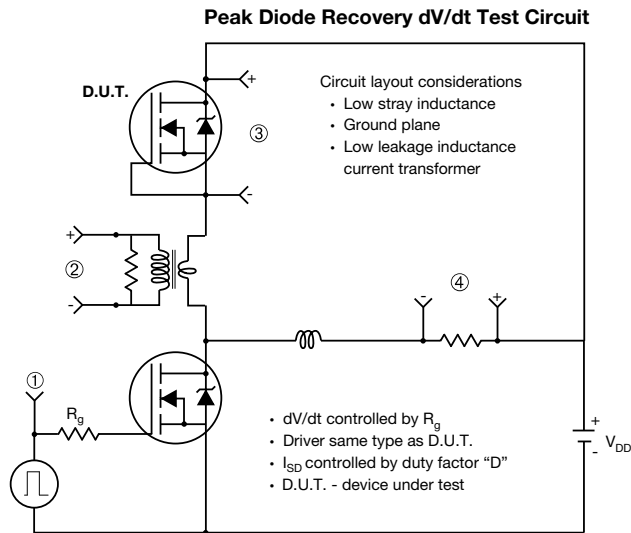 Peak Diode Recovery dV/dt Test Circuit
D.U.T.
+
Circuit layout considerations
• Low stray inductance
• Ground plane
• Low leakage inductance
current transformer
③
-
+
②
-
④
-
+
①
Rg
• dV/dt controlled by Rg
• Driver same type as D.U.T.
• ISD controlled by duty factor “D”
• D.U.T. - device under test
+
-
VDD